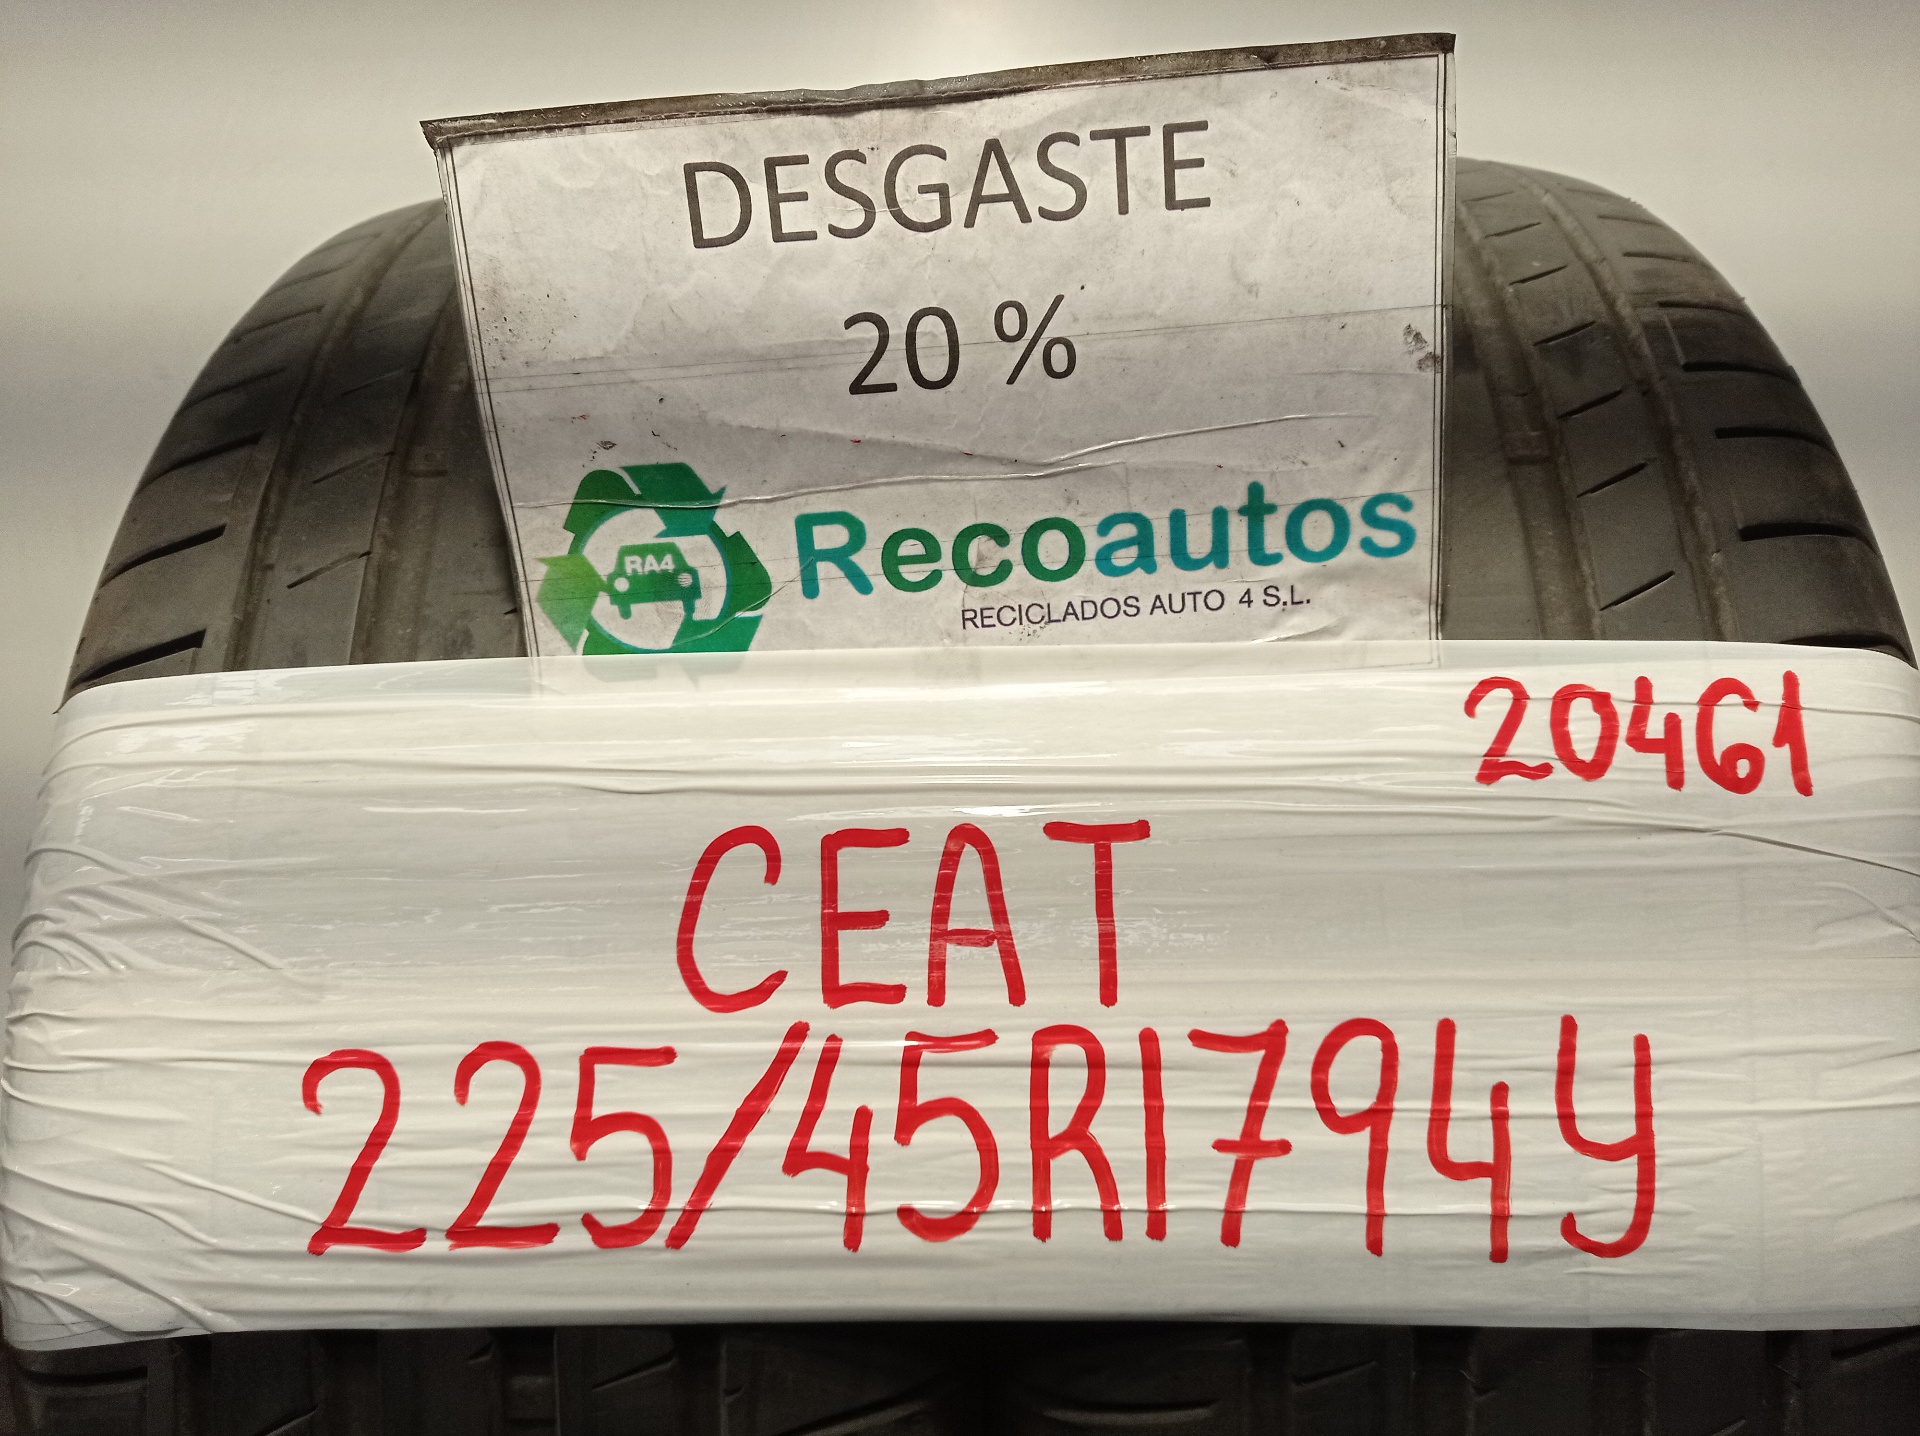 DESGASTE
20 %
RA4
Recoautos
RECICLADOS AUTO 4 S.L.
20461
CEAT
225/45R1794Y